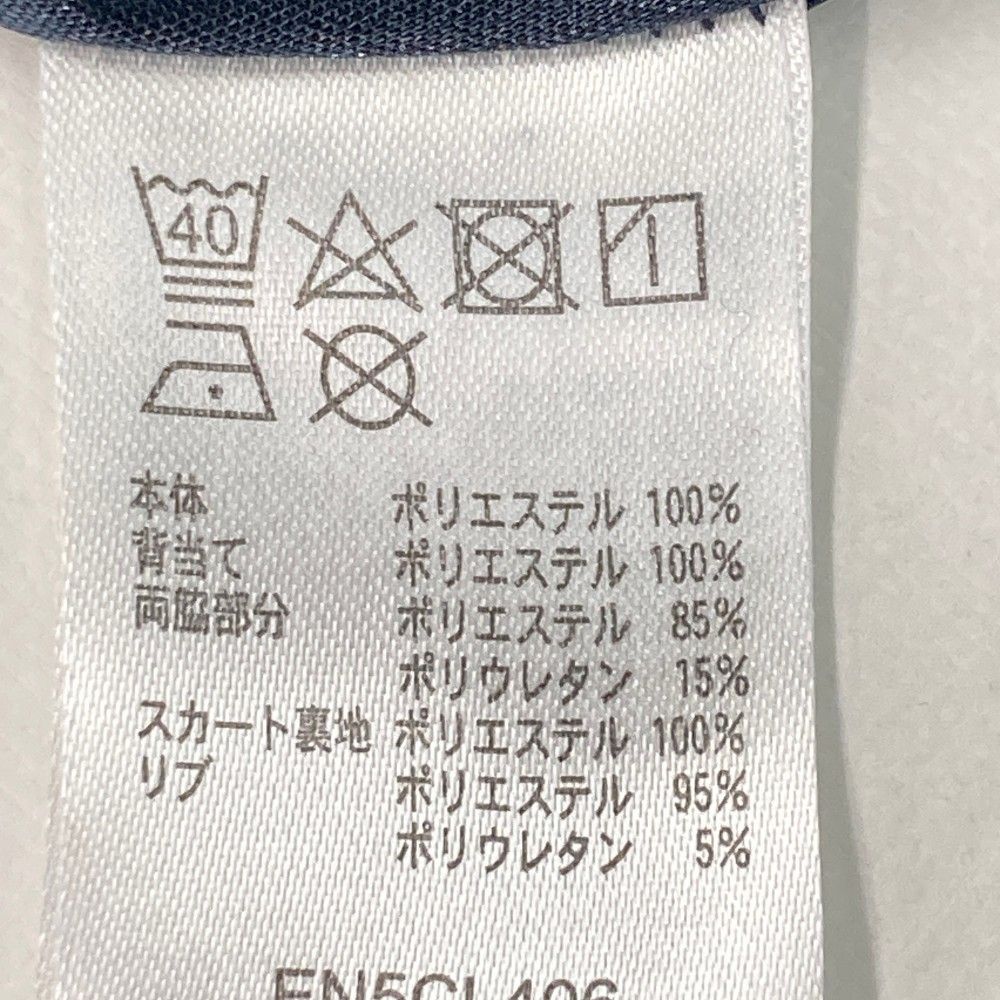 40
本体 ポリエステル 100%
背当て ポリエステル 100%
両脇部分 ポリエステル 85%
ポリウレタン 15%
スカート裏地 ポリエステル 100%
リブ ポリエステル 95%
ポリウレタン 5%
EN5CL406